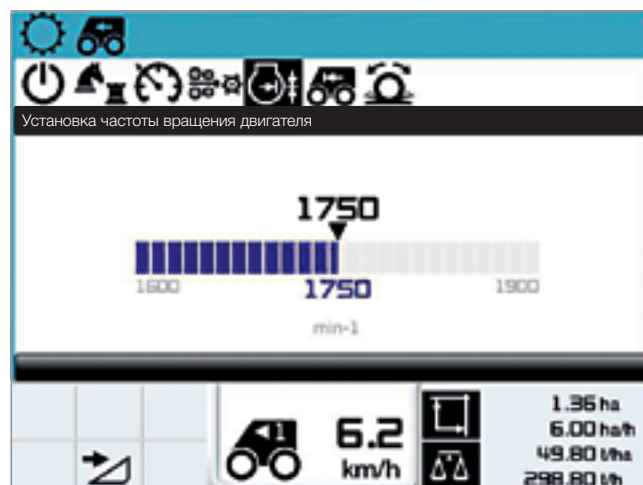 Установка частоты вращения двигателя
1750
1600 1750 1900
min-1
1
6.2
km/h
1.36 ha
6.00 ha/h
49.80 t/ha
298.80 t/h